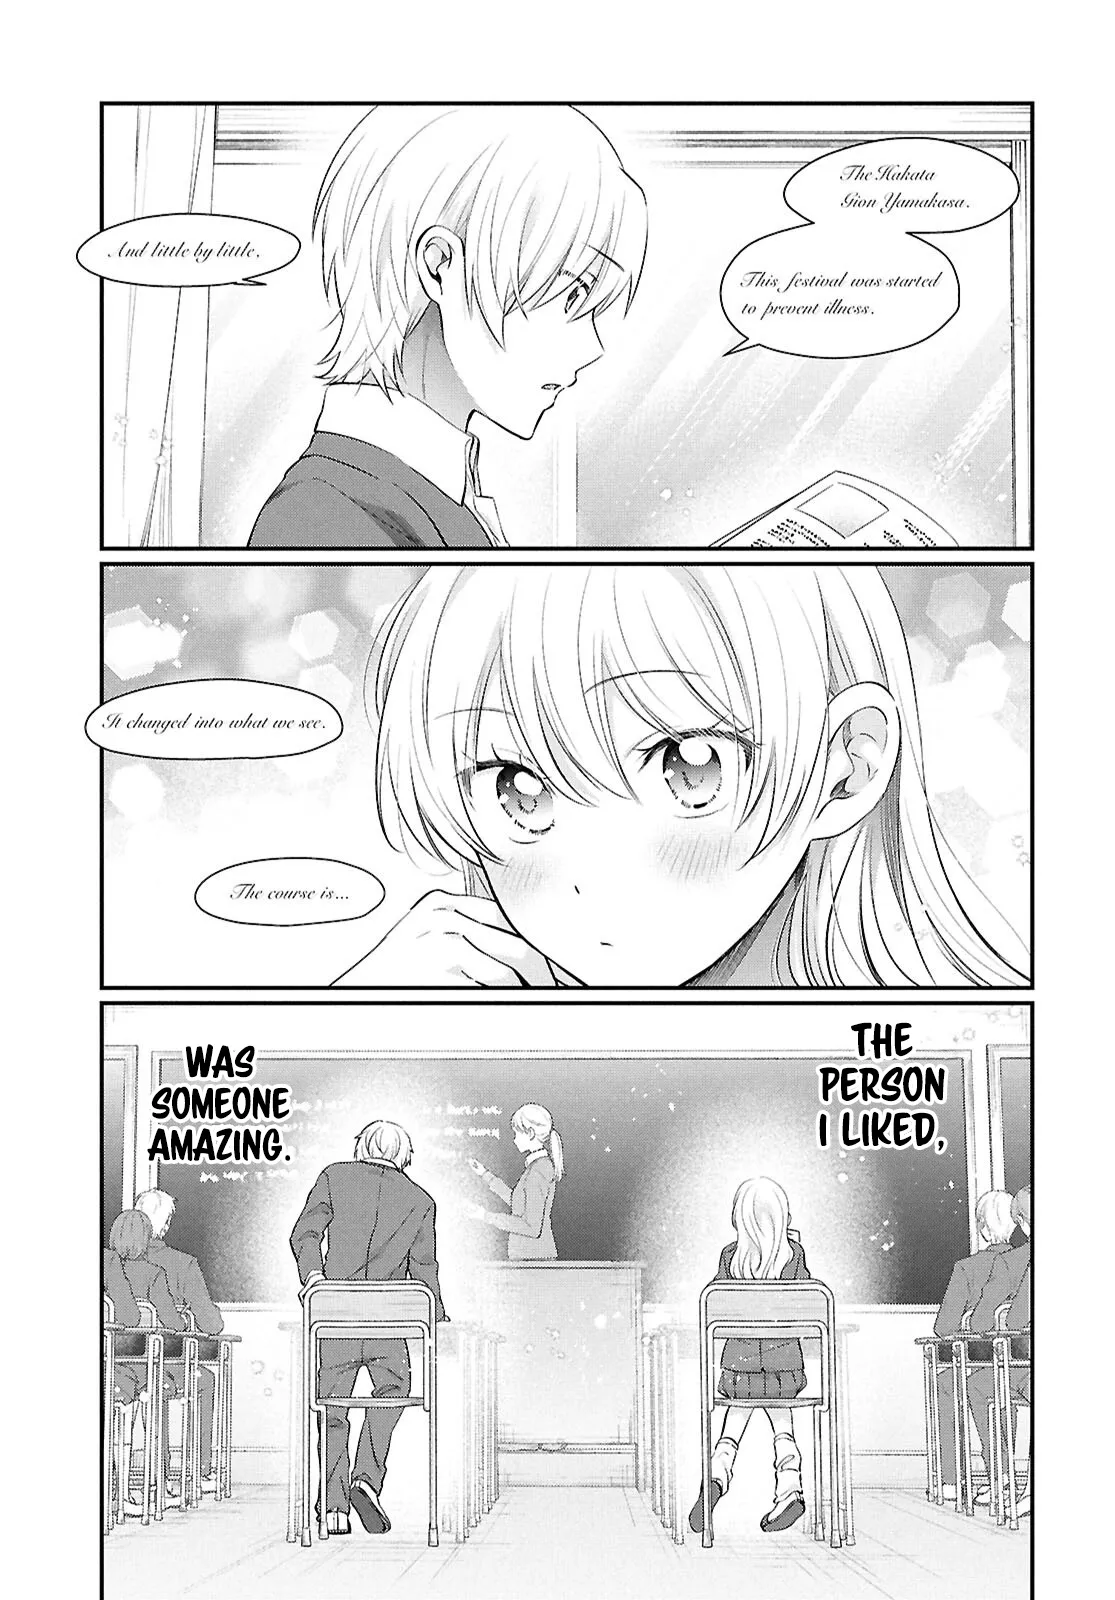 The Hakata
Gion Yamakasa.
This festival was started
to prevent illness.
And little by little,
It changed into what we see.
The course is...
THE
PERSON
I LIKED,
WAS
SOMEONE
AMAZING.